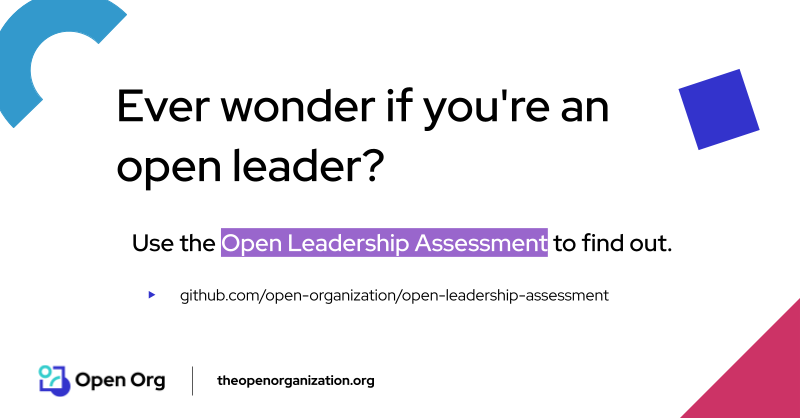 Ever wonder if you're an
open leader?
Use the Open Leadership Assessment to find out.
github.com/open-organization/open-leadership-assessment
Open Org
theopenorganization.org